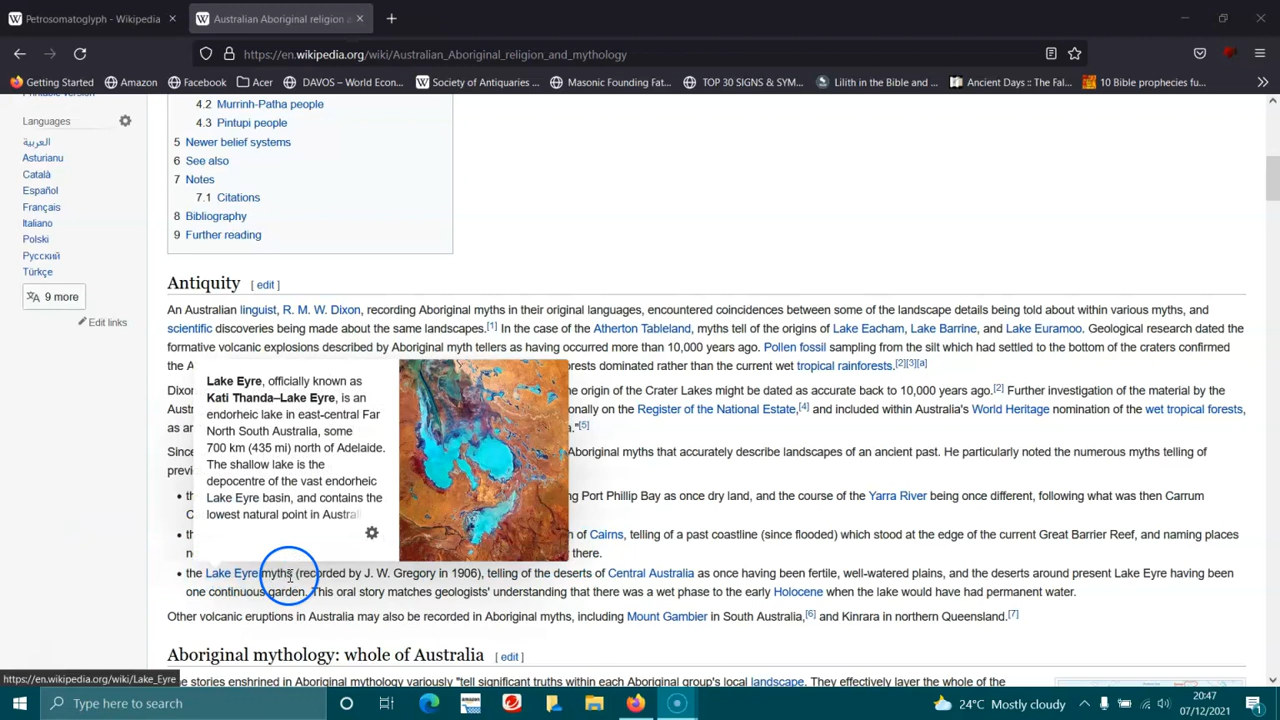 Petrosomatoglyph - Wikipedia
Australian Aboriginal religion a
https://en.wikipedia.org/wiki/Australian_Aboriginal_religion_and_mythology
Getting Started
Amazon
Facebook
Acer
DAVOS – World Econ...
Society of Antiquaries ...
Masonic Founding Fat...
TOP 30 SIGNS & SYM...
Lilith in the Bible and ...
Ancient Days :: The Fal...
10 Bible prophecies fu...
Printable version
Languages
العربية
Asturianu
Català
Español
Français
Italiano
Polski
Русский
Türkçe
9 more
Edit links
4.2 Murrinh-Patha people
4.3 Pintupi people
5 Newer belief systems
6 See also
7 Notes
7.1 Citations
8 Bibliography
9 Further reading
Antiquity [ edit ]
An Australian linguist, R. M. W. Dixon, recording Aboriginal myths in their original languages, encountered coincidences between some of the landscape details being told about within various myths, and
scientific discoveries being made about the same landscapes.[1] In the case of the Atherton Tableland, myths tell of the origins of Lake Eacham, Lake Barrine, and Lake Euramoo. Geological research dated the
formative volcanic explosions described by Aboriginal myth tellers as having occurred more than 10,000 years ago. Pollen fossil sampling from the silt which had settled to the bottom of the craters confirmed
the A
rests dominated rather than the current wet tropical rainforests.[2][3][a]
Dixon
he origin of the Crater Lakes might be dated as accurate back to 10,000 years ago.[2] Further investigation of the material by the
Austr
onally on the Register of the National Estate,[4] and included within Australia's World Heritage nomination of the wet tropical forests,
as an
."[5]
Since
Aboriginal myths that accurately describe landscapes of an ancient past. He particularly noted the numerous myths telling of
previ
th
ng Port Phillip Bay as once dry land, and the course of the Yarra River being once different, following what was then Carrum
th
of Cairns, telling of a past coastline (since flooded) which stood at the edge of the current Great Barrier Reef, and naming places
there.
Lake Eyre, officially known as
Kati Thanda–Lake Eyre, is an
endorheic lake in east-central Far
North South Australia, some
700 km (435 mi) north of Adelaide.
The shallow lake is the
depocentre of the vast endorheic
Lake Eyre basin, and contains the
lowest natural point in Australi
• the Lake Eyre myths (recorded by J. W. Gregory in 1906), telling of the deserts of Central Australia as once having been fertile, well-watered plains, and the deserts around present Lake Eyre having been
one continuous garden. This oral story matches geologists' understanding that there was a wet phase to the early Holocene when the lake would have had permanent water.
Other volcanic eruptions in Australia may also be recorded in Aboriginal myths, including Mount Gambier in South Australia,[6] and Kinrara in northern Queensland.[7]
Aboriginal mythology: whole of Australia [ edit ]
e stories enshrined in Aboriginal mythology variously "tell significant truths within each Aboriginal group's local landscape. They effectively layer the whole of the
https://en.wikipedia.org/wiki/Lake_Eyre
Type here to search
24°C Mostly cloudy
20:47
07/12/2021
1